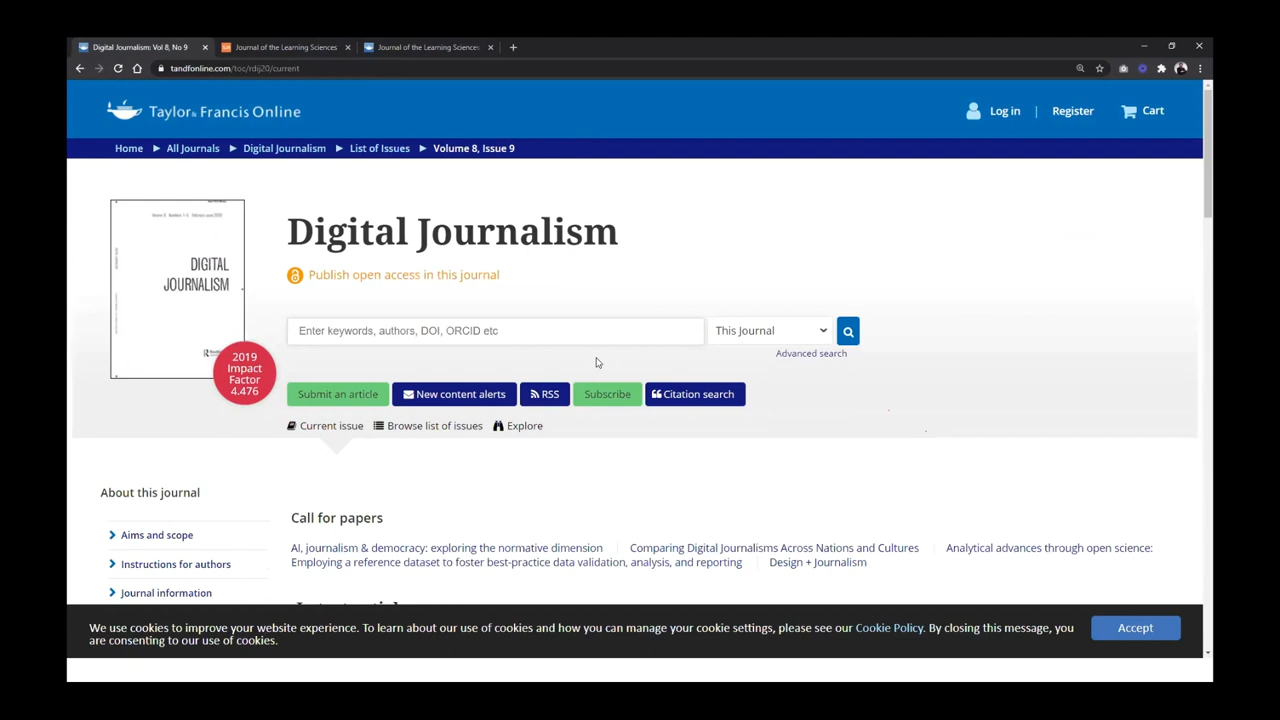 Digital Journalism: Vol 8, No 9
Journal of the Learning Sciences
Journal of the Learning Sciences:
tandfonline.com/toc/rdij20/current
Taylor & Francis Online
Log in | Register
Cart
Home ► All Journals ► Digital Journalism ► List of Issues ► Volume 8, Issue 9
DIGITAL
JOURNALISM
2019
Impact
Factor
4.476
Digital Journalism
Publish open access in this journal
Enter keywords, authors, DOI, ORCID etc
This Journal
Advanced search
Submit an article
New content alerts
RSS
Subscribe
Citation search
Current issue
Browse list of issues
Explore
About this journal
Aims and scope
Instructions for authors
Journal information
Call for papers
AI, journalism & democracy: exploring the normative dimension | Comparing Digital Journalisms Across Nations and Cultures | Analytical advances through open science:
Employing a reference dataset to foster best-practice data validation, analysis, and reporting | Design + Journalism
We use cookies to improve your website experience. To learn about our use of cookies and how you can manage your cookie settings, please see our Cookie Policy. By closing this message, you
are consenting to our use of cookies.
Accept